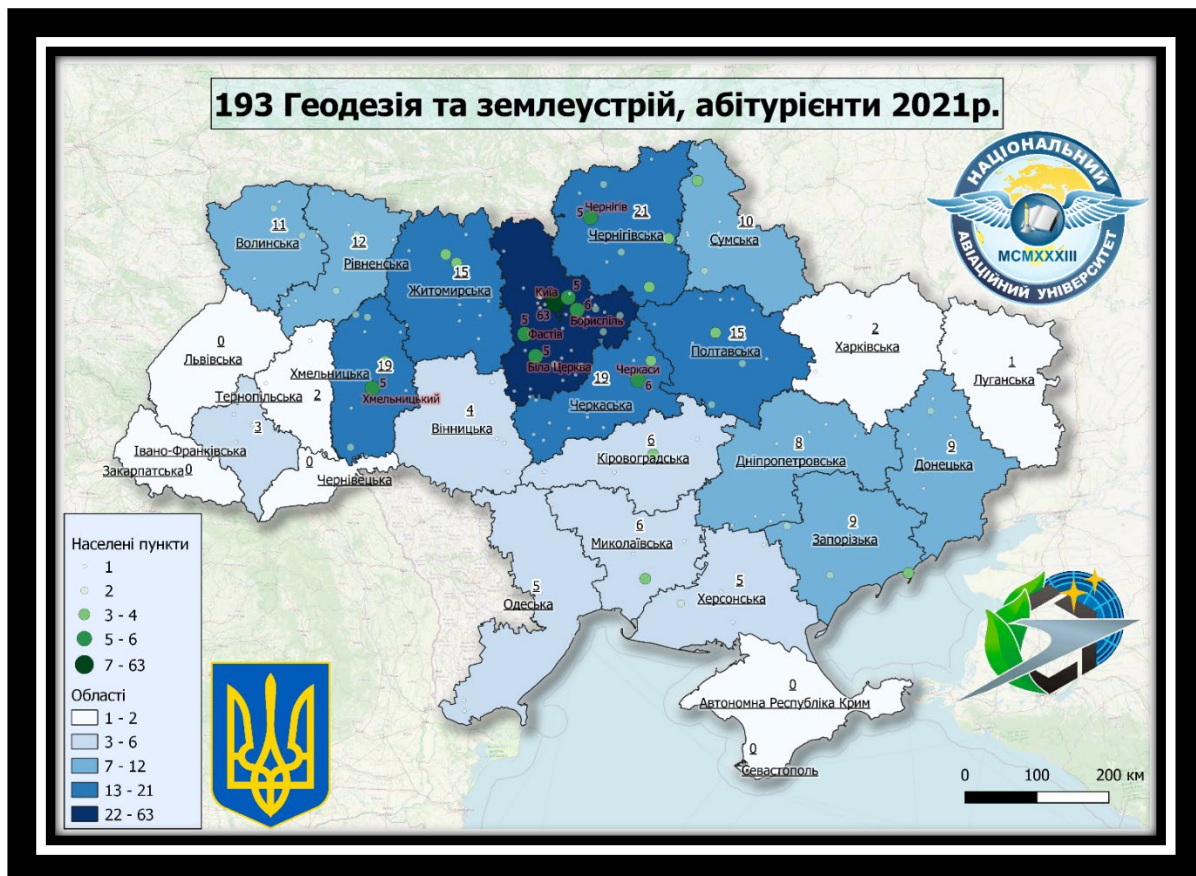 193 Геодезія та землеустрій, абітурієнти 2021р.
НАЦІОНАЛЬНИЙ
АВІАЦІЙНИЙ УНІВЕРСИТЕТ
MCMXXXIII
11
Волинська
12
Рівненська
15
Житомирська
5
Чернігів
21
Чернігівська
10
Сумська
Київ
63
5
6
Бориспіль
5
Фастів
5
Біла Церква
0
Львівська
19
Хмельницька
5
Хмельницький
Тернопільська
2
3
Івано-Франківська
Закарпатська
0
0
Чернівецька
4
Вінницька
19
Черкаська
Черкаси
6
15
Полтавська
2
Харківська
1
Луганська
6
Кіровоградська
8
Дніпропетровська
9
Донецька
9
Запорізька
6
Миколаївська
5
Одеська
5
Херсонська
0
Автономна Республіка Крим
0
Севастополь
Населені пункти
1
2
3 - 4
5 - 6
7 - 63
Області
1 - 2
3 - 6
7 - 12
13 - 21
22 - 63
0 100 200 км